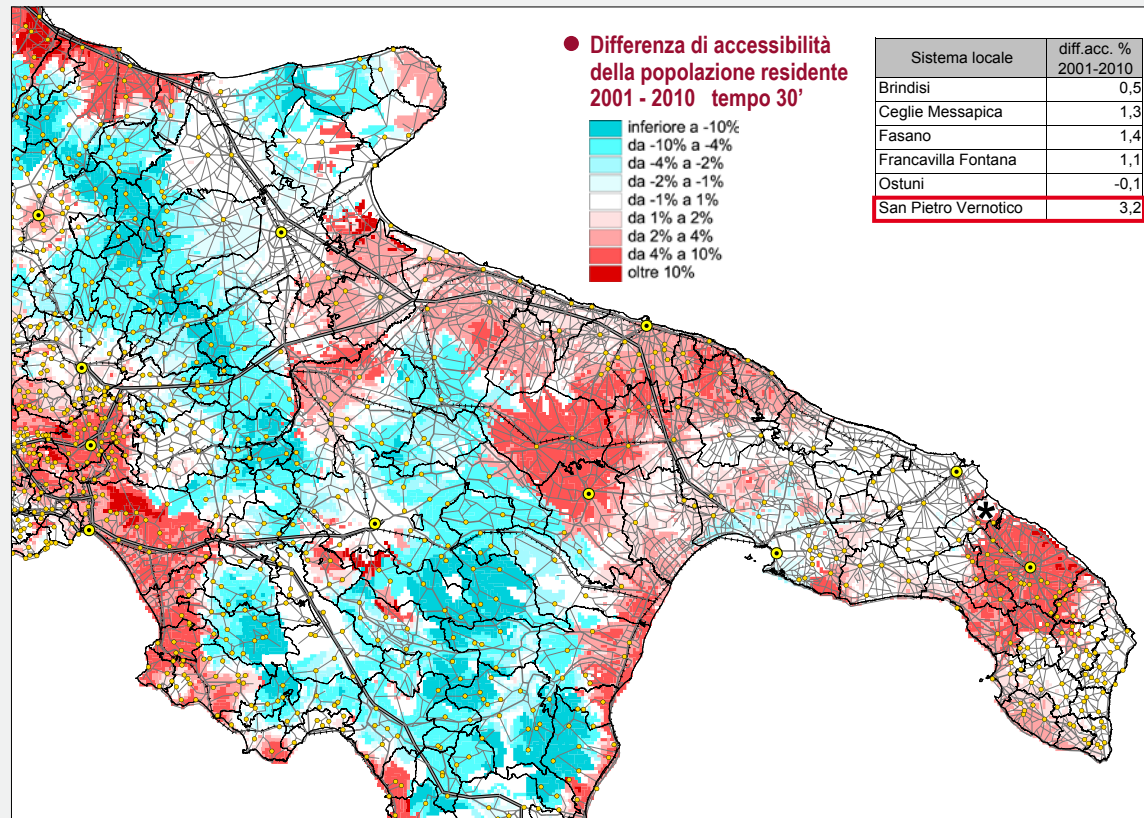 ● Differenza di accessibilità
della popolazione residente
2001 - 2010 tempo 30’
inferiore a -10%
da -10% a -4%
da -4% a -2%
da -2% a -1%
da -1% a 1%
da 1% a 2%
da 2% a 4%
da 4% a 10%
oltre 10%
Sistema locale diff.acc. %
2001-2010
Brindisi 0,5
Ceglie Messapica 1,3
Fasano 1,4
Francavilla Fontana 1,1
Ostuni -0,1
San Pietro Vernotico 3,2
*